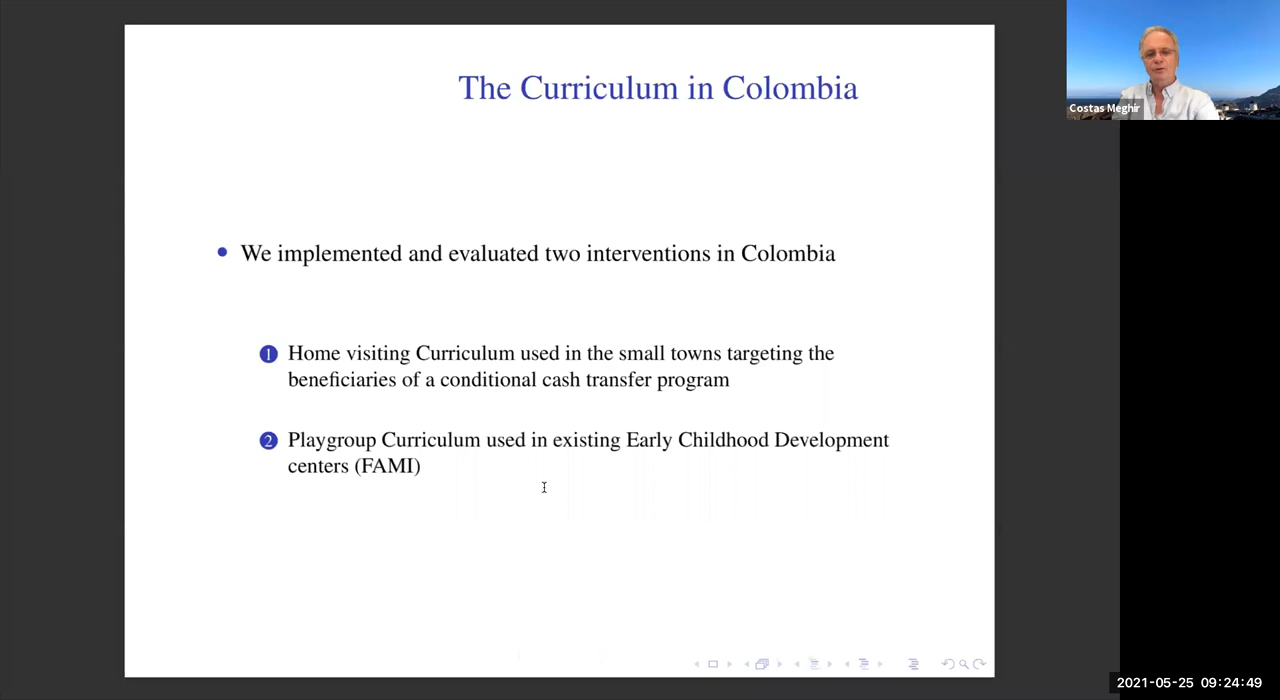 The Curriculum in Colombia
Costas Meghir
• We implemented and evaluated two interventions in Colombia
1 Home visiting Curriculum used in the small towns targeting the
beneficiaries of a conditional cash transfer program
2 Playgroup Curriculum used in existing Early Childhood Development
centers (FAMI)
2021-05-25 09:24:49